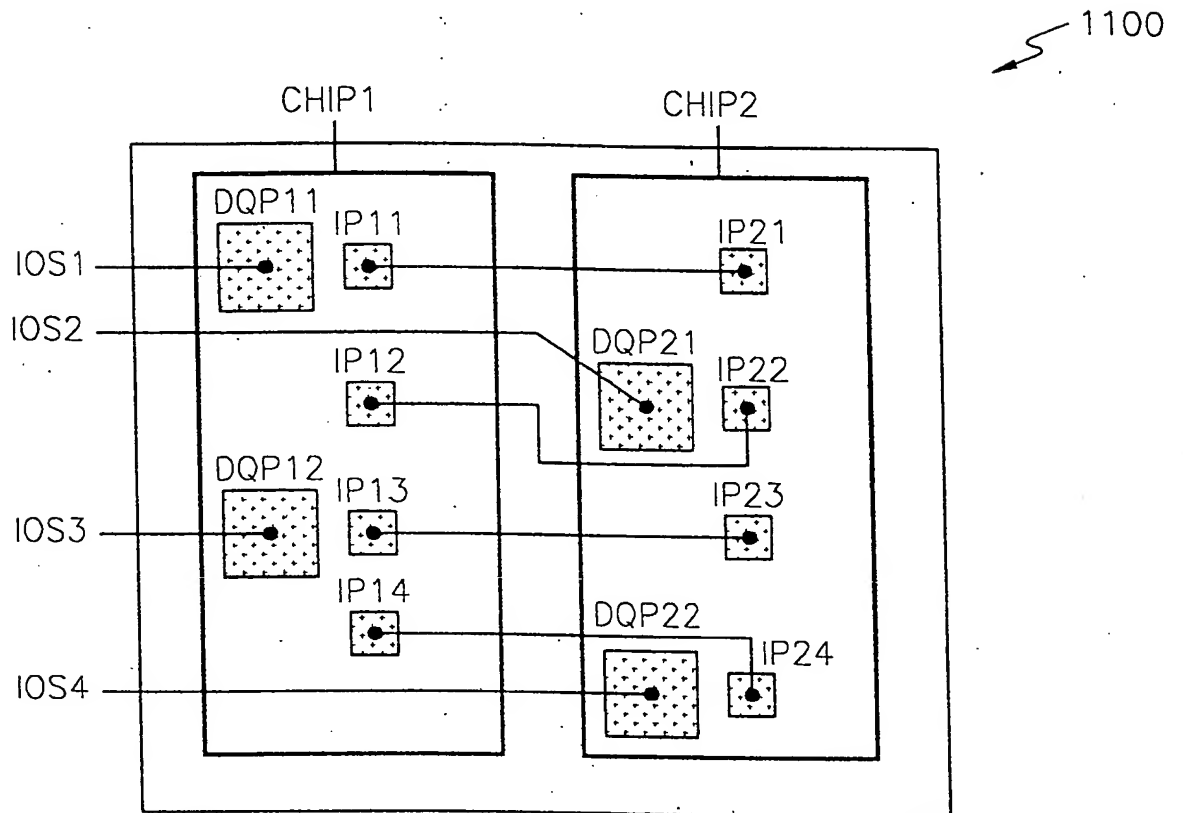 1100
CHIP1
CHIP2
DQP11
IP11
IP21
IOS1
IOS2
DQP21
IP12
IP22
DQP12
IP13
IP23
IOS3
IP14
DQP22
IP24
IOS4